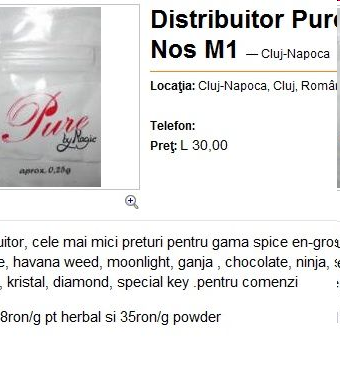 Distribuitor Pur
Nos M1 — Cluj-Napoca
Locaţia: Cluj-Napoca, Cluj, Român
Telefon:
Preţ: L 30,00
Pure
by Magic
aprox. 0,25g
uitor, cele mai mici preturi pentru gama spice en-gros
e, havana weed, moonlight, ganja , chocolate, ninja, s
, kristal, diamond, special key .pentru comenzi
8ron/g pt herbal si 35ron/g powder